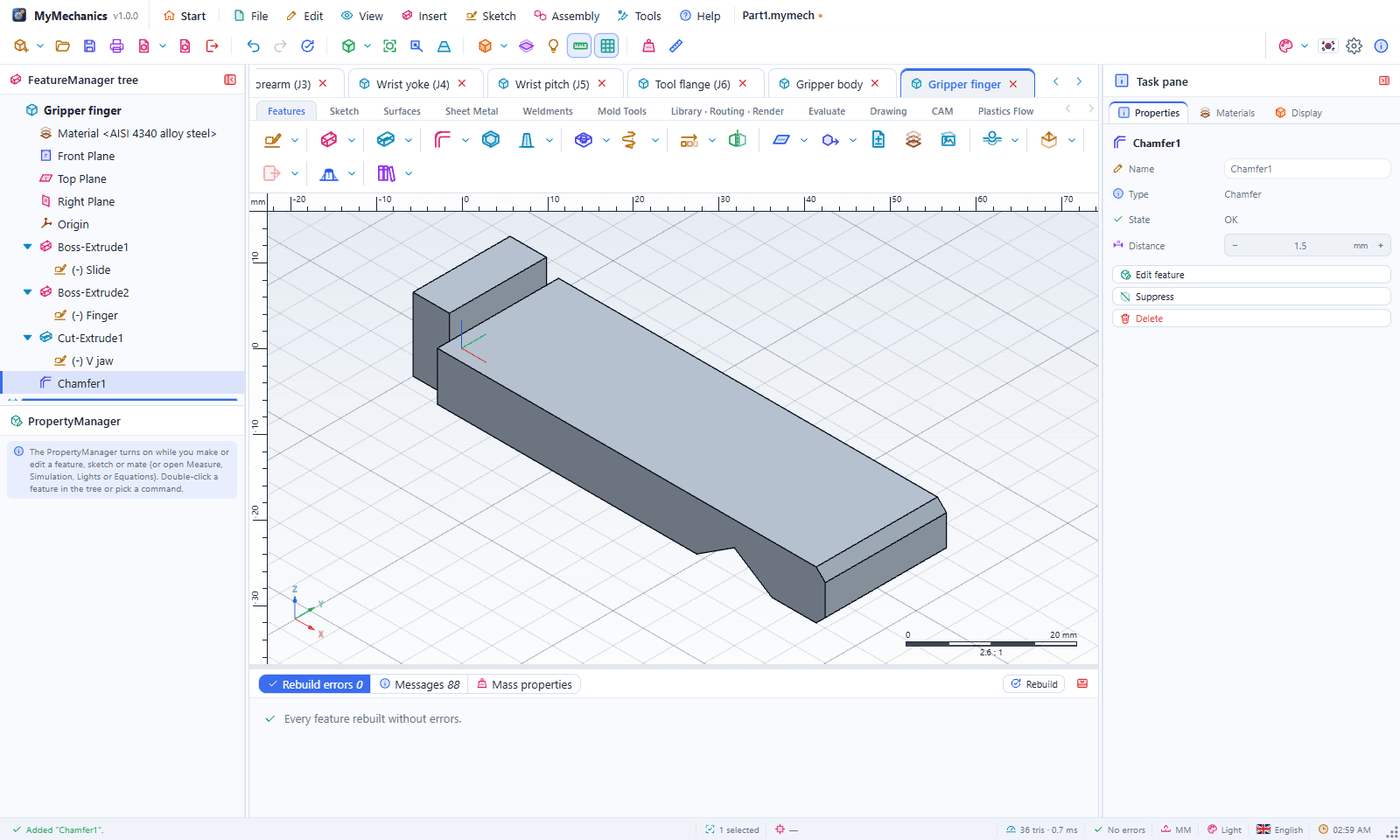 MyMechanics v1.0.0 Start File Edit View Insert Sketch Assembly Tools Help Part1.mymech
FeatureManager tree
Gripper finger
Material <AISI 4340 alloy steel>
Front Plane
Top Plane
Right Plane
Origin
Boss-Extrude1
(-) Slide
Boss-Extrude2
(-) Finger
Cut-Extrude1
(-) V jaw
Chamfer1
PropertyManager
The PropertyManager turns on while you make or
edit a feature, sketch or mate (or open Measure,
Simulation, Lights or Equations). Double-click a
feature in the tree or pick a command.
orearm (J3) Wrist yoke (J4) Wrist pitch (J5) Tool flange (J6) Gripper body Gripper finger
Features Sketch Surfaces Sheet Metal Weldments Mold Tools Library · Routing · Render Evaluate Drawing CAM Plastics Flow
mm -20 -10 0 10 20 30 40 50 60 70
10
0
-10
-20
-30
Z
Y
X
0 20 mm
2.6 : 1
Rebuild errors 0 Messages 88 Mass properties Rebuild
Every feature rebuilt without errors.
Task pane
Properties Materials Display
Chamfer1
Name Chamfer1
Type Chamfer
State OK
Distance − 1.5 mm +
Edit feature
Suppress
Delete
Added "Chamfer1". 1 selected — 36 tris · 0.7 ms No errors MM Light English 02:59 AM